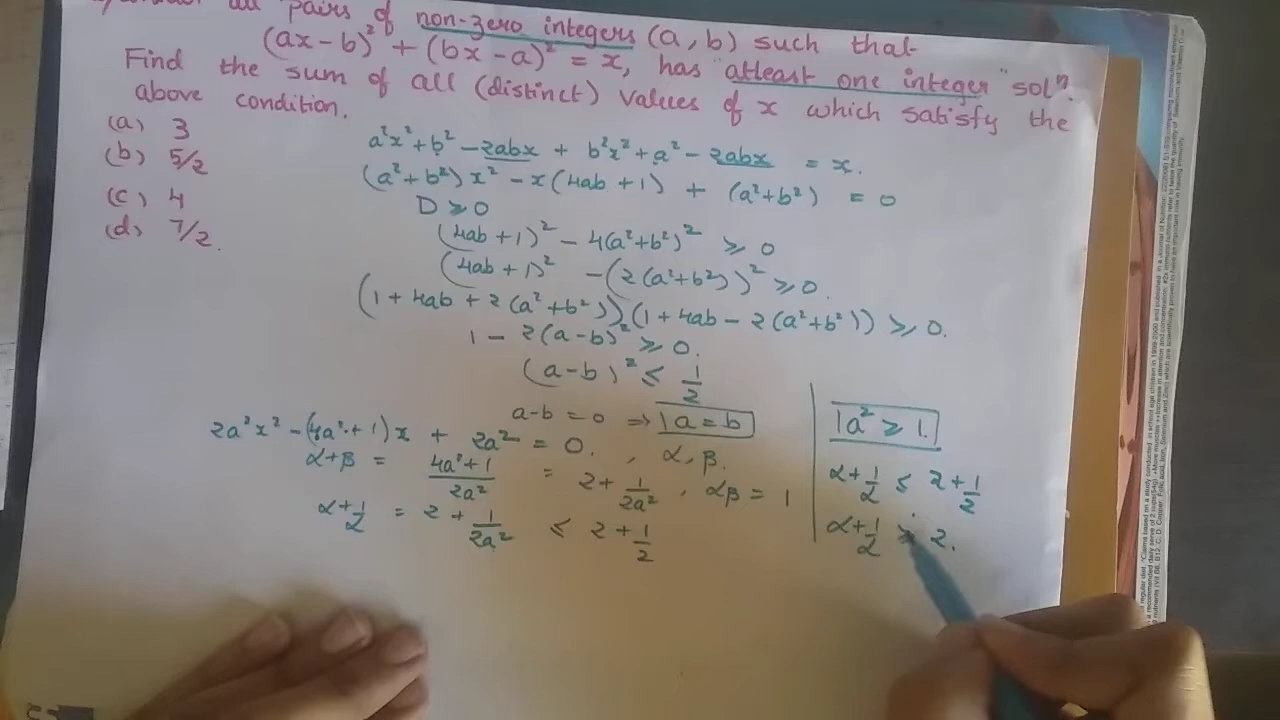 all pairs of non-zero integers (a, b) such that
(ax-b)² + (bx-a)² = x, has "atleast one integer" solⁿ.
Find the sum of all (distinct) values of x which satisfy the
above condition.
(a) 3
(b) 5/2
(c) 4
(d) 7/2.
a²x²+b² - 2abx + b²x²+a² - 2abx = x.
(a²+b²)x² - x(4ab+1) + (a²+b²) = 0
D ≥ 0
(4ab+1)² - 4(a²+b²)² ≥ 0
(4ab+1)² - (2(a²+b²))² ≥ 0.
(1+4ab+2(a²+b²))(1+4ab-2(a²+b²)) ≥ 0.
1 - 2(a-b)² ≥ 0.
(a-b)² ≤ 1/2
a-b = 0 ⇒ |a=b|
2a²x² - (4a²+1)x + 2a² = 0. , α, β.
α+β = (4a²+1)/2a² = 2 + 1/2a² , αβ = 1
α+1/α = 2 + 1/2a² ≤ 2 + 1/2
|a² ≥ 1.|
α+1/α ≤ 2+1/2
α+1/α > 2.